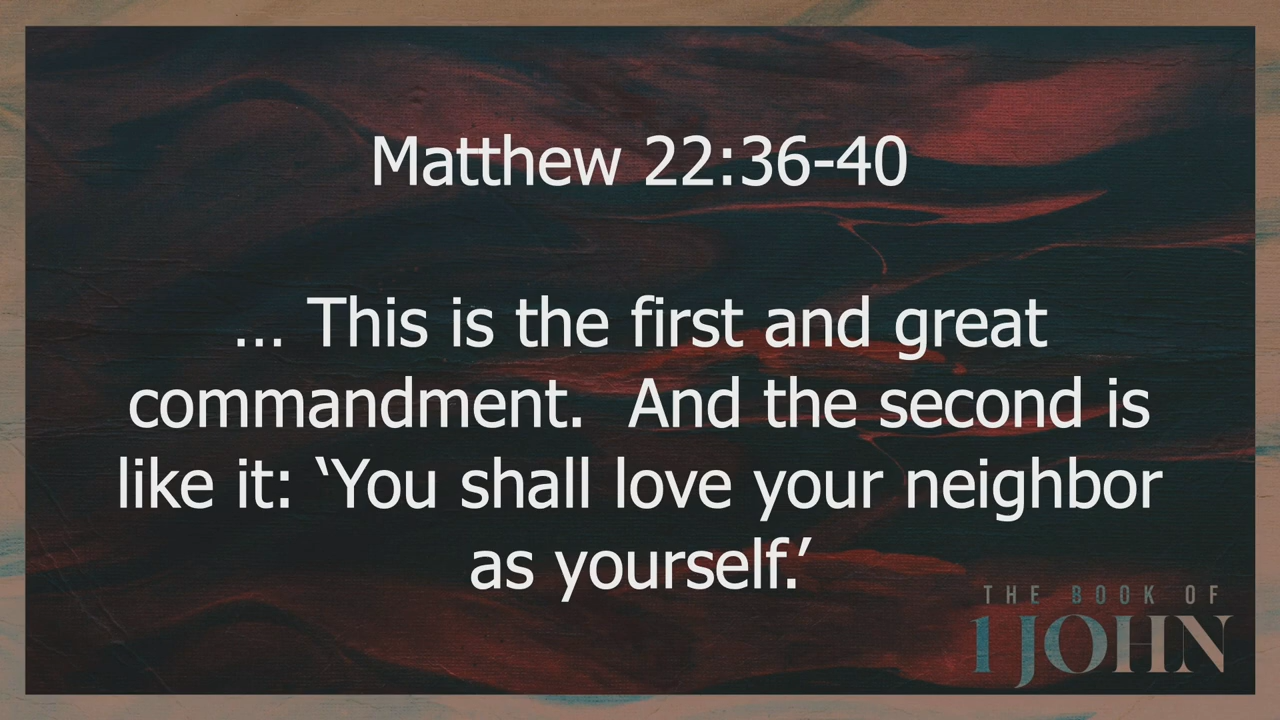 Matthew 22:36-40
... This is the first and great
commandment.  And the second is
like it: ‘You shall love your neighbor
as yourself.’
THE BOOK OF
1 JOHN